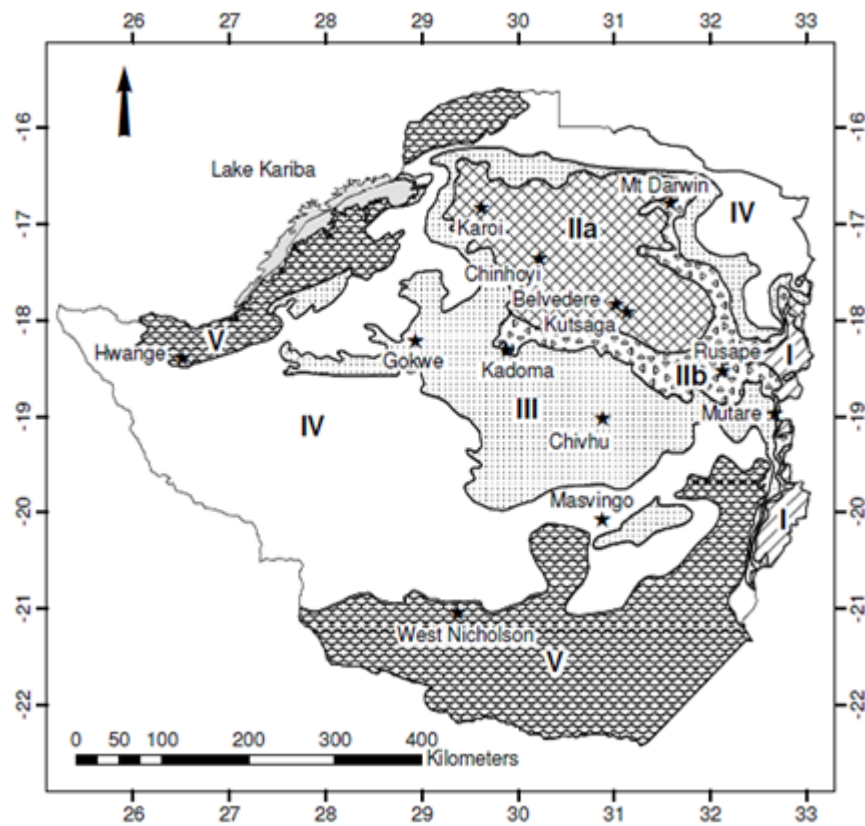 26 27 28 29 30 31 32 33
-16
-16
Lake Kariba
Mt Darwin
-17
-17
IV
IIa
Karoi
Chinhoyi
Belvedere
-18
-18
Kutsaga
V
Rusape
I
Hwange
Gokwe
Kadoma
IIb
-19
-19
III
Mutare
IV
Chivhu
Masvingo
-20
-20
I
-21
-21
West Nicholson
V
-22
-22
0 50 100 200 300 400
Kilometers
26 27 28 29 30 31 32 33